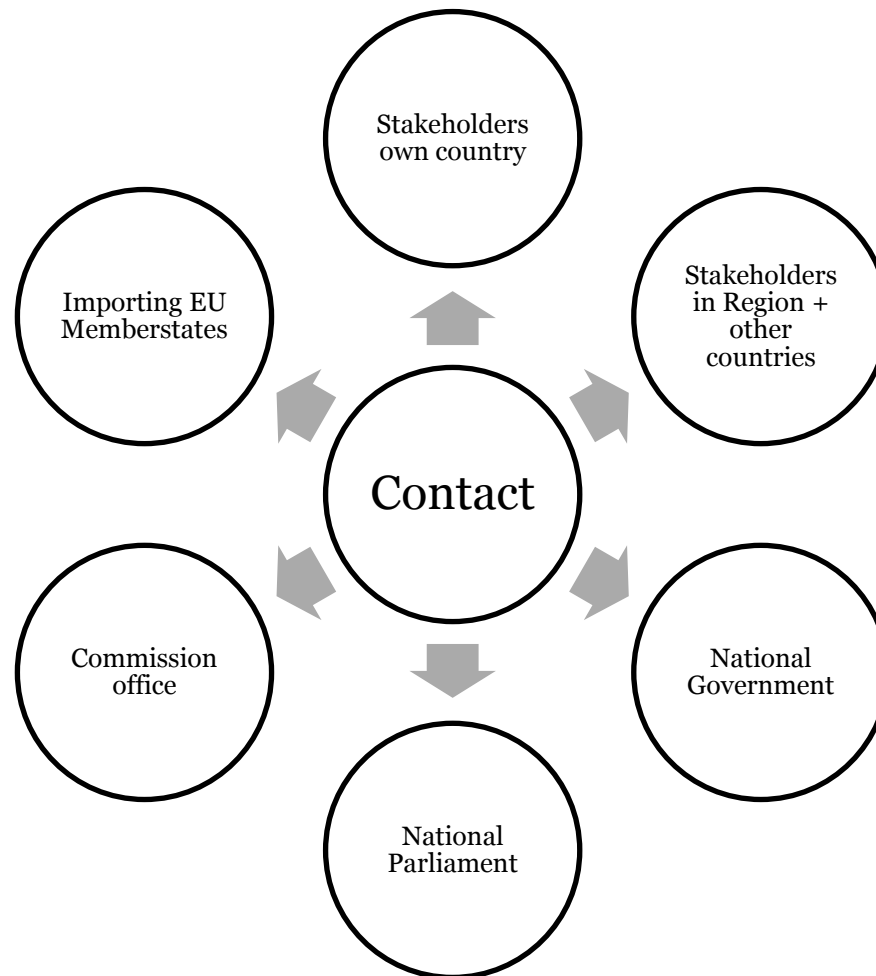 Stakeholders
own country
Importing EU
Memberstates
Stakeholders
in Region +
other
countries
Contact
Commission
office
National
Government
National
Parliament